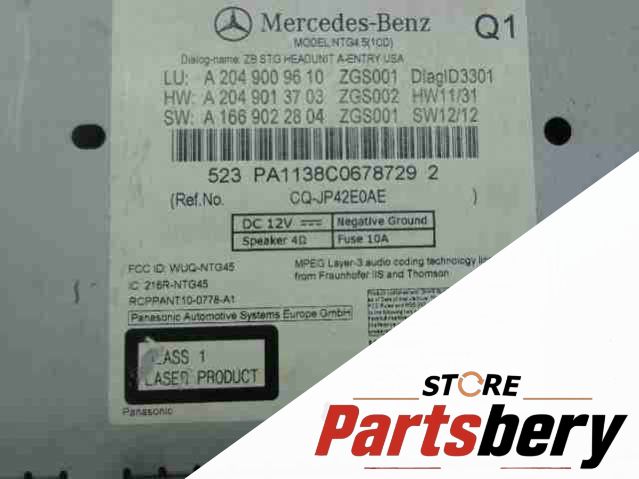 Mercedes-Benz Q1
MODEL:NTG4.5(1CD)
Dialog-name: ZB STG HEADUNIT A-ENTRY USA
LU: A 204 900 96 10 ZGS001 DiagID3301
HW: A 204 901 37 03 ZGS002 HW11/31
SW: A 166 902 28 04 ZGS001 SW12/12
523 PA1138C0678729 2
(Ref.No. CQ-JP42E0AE )
DC 12V Negative Ground
Speaker 4Ω Fuse 10A
FCC ID: WUQ-NTG45
IC: 216R-NTG45
RCPPANT10-0778-A1
MPEG Layer-3 audio coding technology
from Fraunhofer IIS and Thomson
Panasonic Automotive Systems Europe GmbH
CLASS 1
LASER PRODUCT
Panasonic
STORE
Partsbery